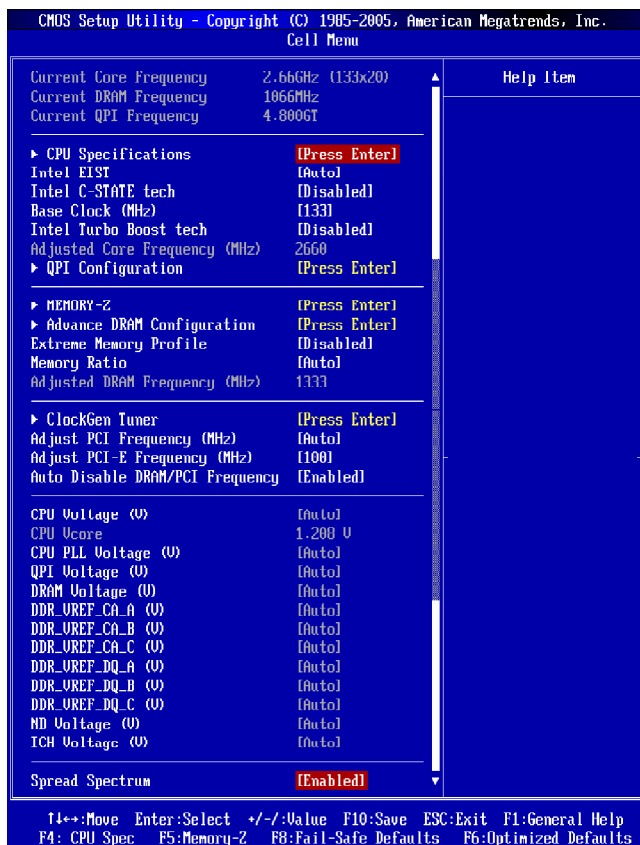 CMOS Setup Utility - Copyright (C) 1985-2005, American Megatrends, Inc.
Cell Menu
Current Core Frequency 2.66GHz (133x20)
Help Item
Current DRAM Frequency 1066MHz
Current QPI Frequency 4.800GT
▶ CPU Specifications [Press Enter]
Intel EIST [Auto]
Intel C-STATE tech [Disabled]
Base Clock (MHz) [133]
Intel Turbo Boost tech [Disabled]
Adjusted Core Frequency (MHz) 2660
▶ QPI Configuration [Press Enter]
▶ MEMORY-Z [Press Enter]
▶ Advance DRAM Configuration [Press Enter]
Extreme Memory Profile [Disabled]
Memory Ratio [Auto]
Adjusted DRAM Frequency (MHz) 1333
▶ ClockGen Tuner [Press Enter]
Adjust PCI Frequency (MHz) [Auto]
Adjust PCI-E Frequency (MHz) [100]
Auto Disable DRAM/PCI Frequency [Enabled]
CPU Voltage (V) [Auto]
CPU Vcore 1.208 V
CPU PLL Voltage (V) [Auto]
QPI Voltage (V) [Auto]
DRAM Voltage (V) [Auto]
DDR_VREF_CA_A (V) [Auto]
DDR_VREF_CA_B (V) [Auto]
DDR_VREF_CA_C (V) [Auto]
DDR_VREF_DQ_A (V) [Auto]
DDR_VREF_DQ_B (V) [Auto]
DDR_VREF_DQ_C (V) [Auto]
ND Voltage (V) [Auto]
ICH Voltage (V) [Auto]
Spread Spectrum [Enabled]
↑↓←→:Move Enter:Select +/-/:Value F10:Save ESC:Exit F1:General Help
F4: CPU Spec F5:Memory-Z F8:Fail-Safe Defaults F6:Optimized Defaults